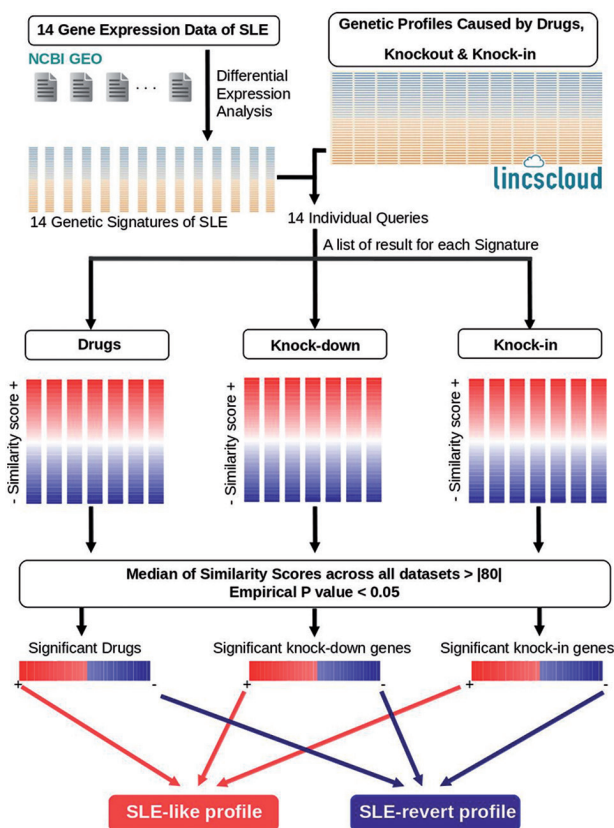 14 Gene Expression Data of SLE
Genetic Profiles Caused by Drugs,
Knockout & Knock-in
NCBI GEO
...
Differential
Expression
Analysis
lincscloud
14 Genetic Signatures of SLE
14 Individual Queries
A list of result for each Signature
Drugs
Knock-down
Knock-in
- Similarity score +
- Similarity score +
- Similarity score +
Median of Similarity Scores across all datasets > |80|
Empirical P value < 0.05
Significant Drugs
Significant knock-down genes
Significant knock-in genes
+ -
+ -
+ -
SLE-like profile
SLE-revert profile